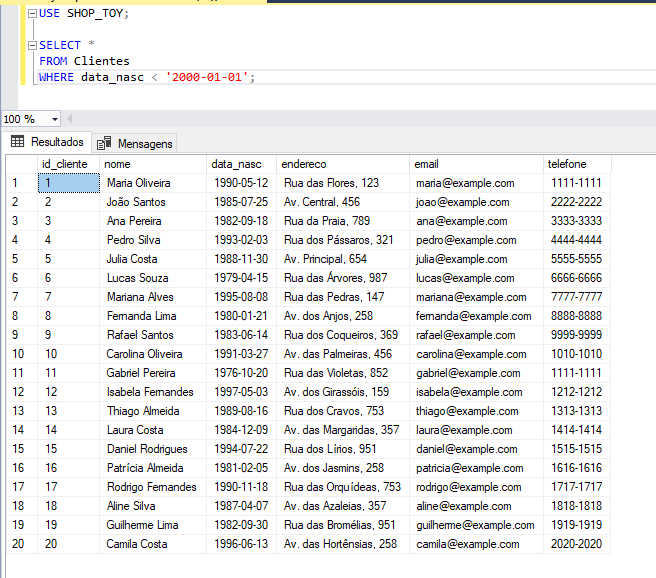 USE SHOP_TOY;
SELECT *
FROM Clientes
WHERE data_nasc < '2000-01-01';
100 %
Resultados Mensagens
id_cliente nome data_nasc endereco email telefone
1 1 Maria Oliveira 1990-05-12 Rua das Flores, 123 maria@example.com 1111-1111
2 2 João Santos 1985-07-25 Av. Central, 456 joao@example.com 2222-2222
3 3 Ana Pereira 1982-09-18 Rua da Praia, 789 ana@example.com 3333-3333
4 4 Pedro Silva 1993-02-03 Rua dos Pássaros, 321 pedro@example.com 4444-4444
5 5 Julia Costa 1988-11-30 Av. Principal, 654 julia@example.com 5555-5555
6 6 Lucas Souza 1979-04-15 Rua das Árvores, 987 lucas@example.com 6666-6666
7 7 Mariana Alves 1995-08-08 Rua das Pedras, 147 mariana@example.com 7777-7777
8 8 Fernanda Lima 1980-01-21 Av. dos Anjos, 258 fernanda@example.com 8888-8888
9 9 Rafael Santos 1983-06-14 Rua dos Coqueiros, 369 rafael@example.com 9999-9999
10 10 Carolina Oliveira 1991-03-27 Av. das Palmeiras, 456 carolina@example.com 1010-1010
11 11 Gabriel Pereira 1976-10-20 Rua das Violetas, 852 gabriel@example.com 1111-1111
12 12 Isabela Fernandes 1997-05-03 Av. dos Girassóis, 159 isabela@example.com 1212-1212
13 13 Thiago Almeida 1989-08-16 Rua dos Cravos, 753 thiago@example.com 1313-1313
14 14 Laura Costa 1984-12-09 Av. das Margaridas, 357 laura@example.com 1414-1414
15 15 Daniel Rodrigues 1994-07-22 Rua dos Lírios, 951 daniel@example.com 1515-1515
16 16 Patrícia Almeida 1981-02-05 Av. dos Jasmins, 258 patricia@example.com 1616-1616
17 17 Rodrigo Fernandes 1990-11-18 Rua das Orquídeas, 753 rodrigo@example.com 1717-1717
18 18 Aline Silva 1987-04-07 Av. das Azaleias, 357 aline@example.com 1818-1818
19 19 Guilherme Lima 1982-09-30 Rua das Bromélias, 951 guilherme@example.com 1919-1919
20 20 Camila Costa 1996-06-13 Av. das Hortênsias, 258 camila@example.com 2020-2020